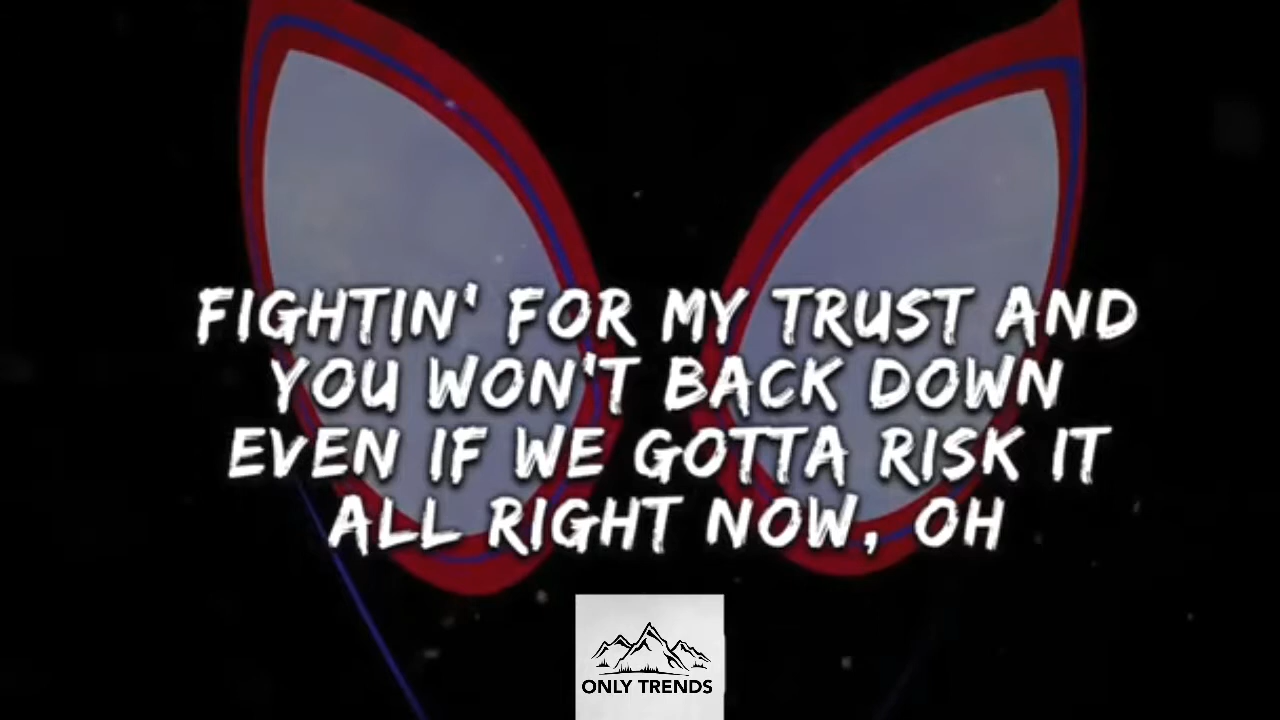 FIGHTIN' FOR MY TRUST AND
YOU WON'T BACK DOWN
EVEN IF WE GOTTA RISK IT
ALL RIGHT NOW, OH
ONLY TRENDS